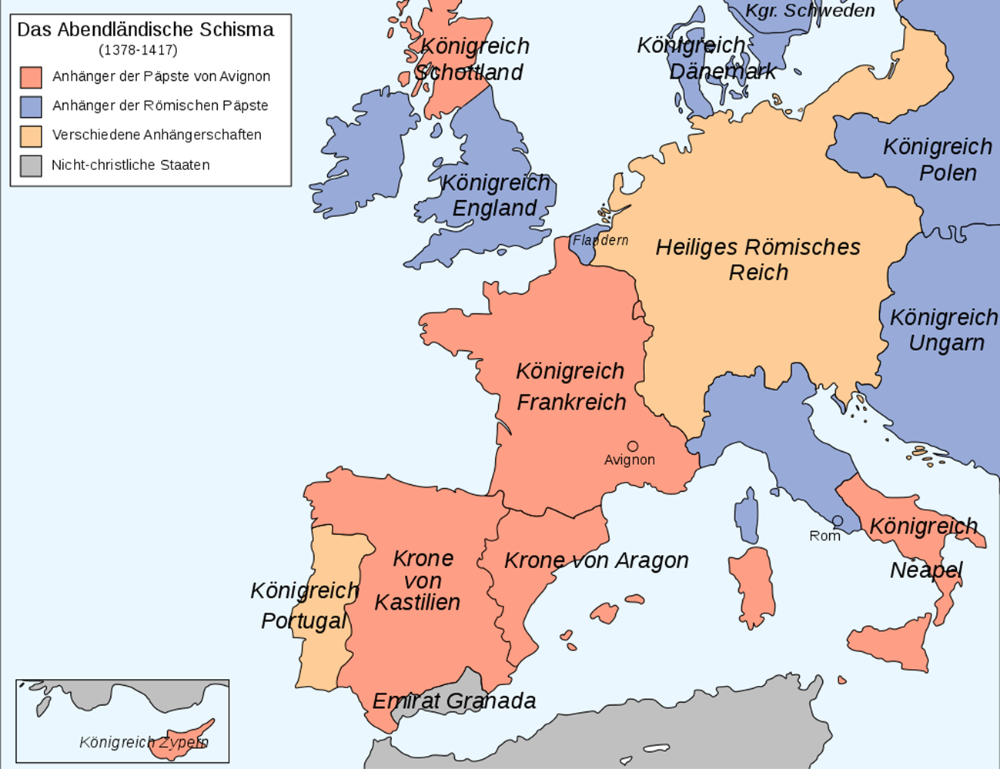 Das Abendländische Schisma
(1378-1417)
Anhänger der Päpste von Avignon
Anhänger der Römischen Päpste
Verschiedene Anhängerschaften
Nicht-christliche Staaten
Kgr. Schweden
Königreich
Schottland
Königreich
Dänemark
Königreich
Polen
Königreich
England
Flandern
Heiliges Römisches
Reich
Königreich
Ungarn
Königreich
Frankreich
Avignon
Rom
Königreich
Neapel
Krone
von
Kastilien
Krone von Aragon
Königreich
Portugal
Emirat Granada
Königreich Zypern